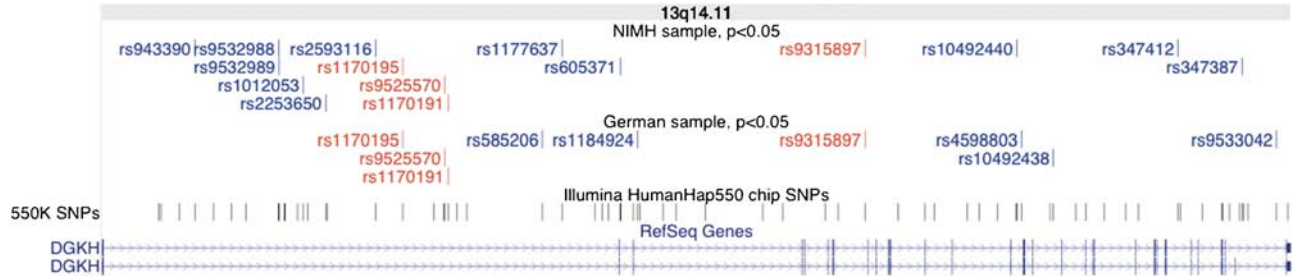 13q14.11
NIMH sample, p<0.05
rs943390 rs9532988 rs2593116 rs1177637 rs9315897 rs10492440 rs347412
rs9532989 rs1170195 rs605371 rs347387
rs1012053 rs9525570
rs2253650 rs1170191
German sample, p<0.05
rs1170195 rs585206 rs1184924 rs9315897 rs4598803 rs9533042
rs9525570 rs10492438
rs1170191
Illumina HumanHap550 chip SNPs
550K SNPs
RefSeq Genes
DGKH
DGKH